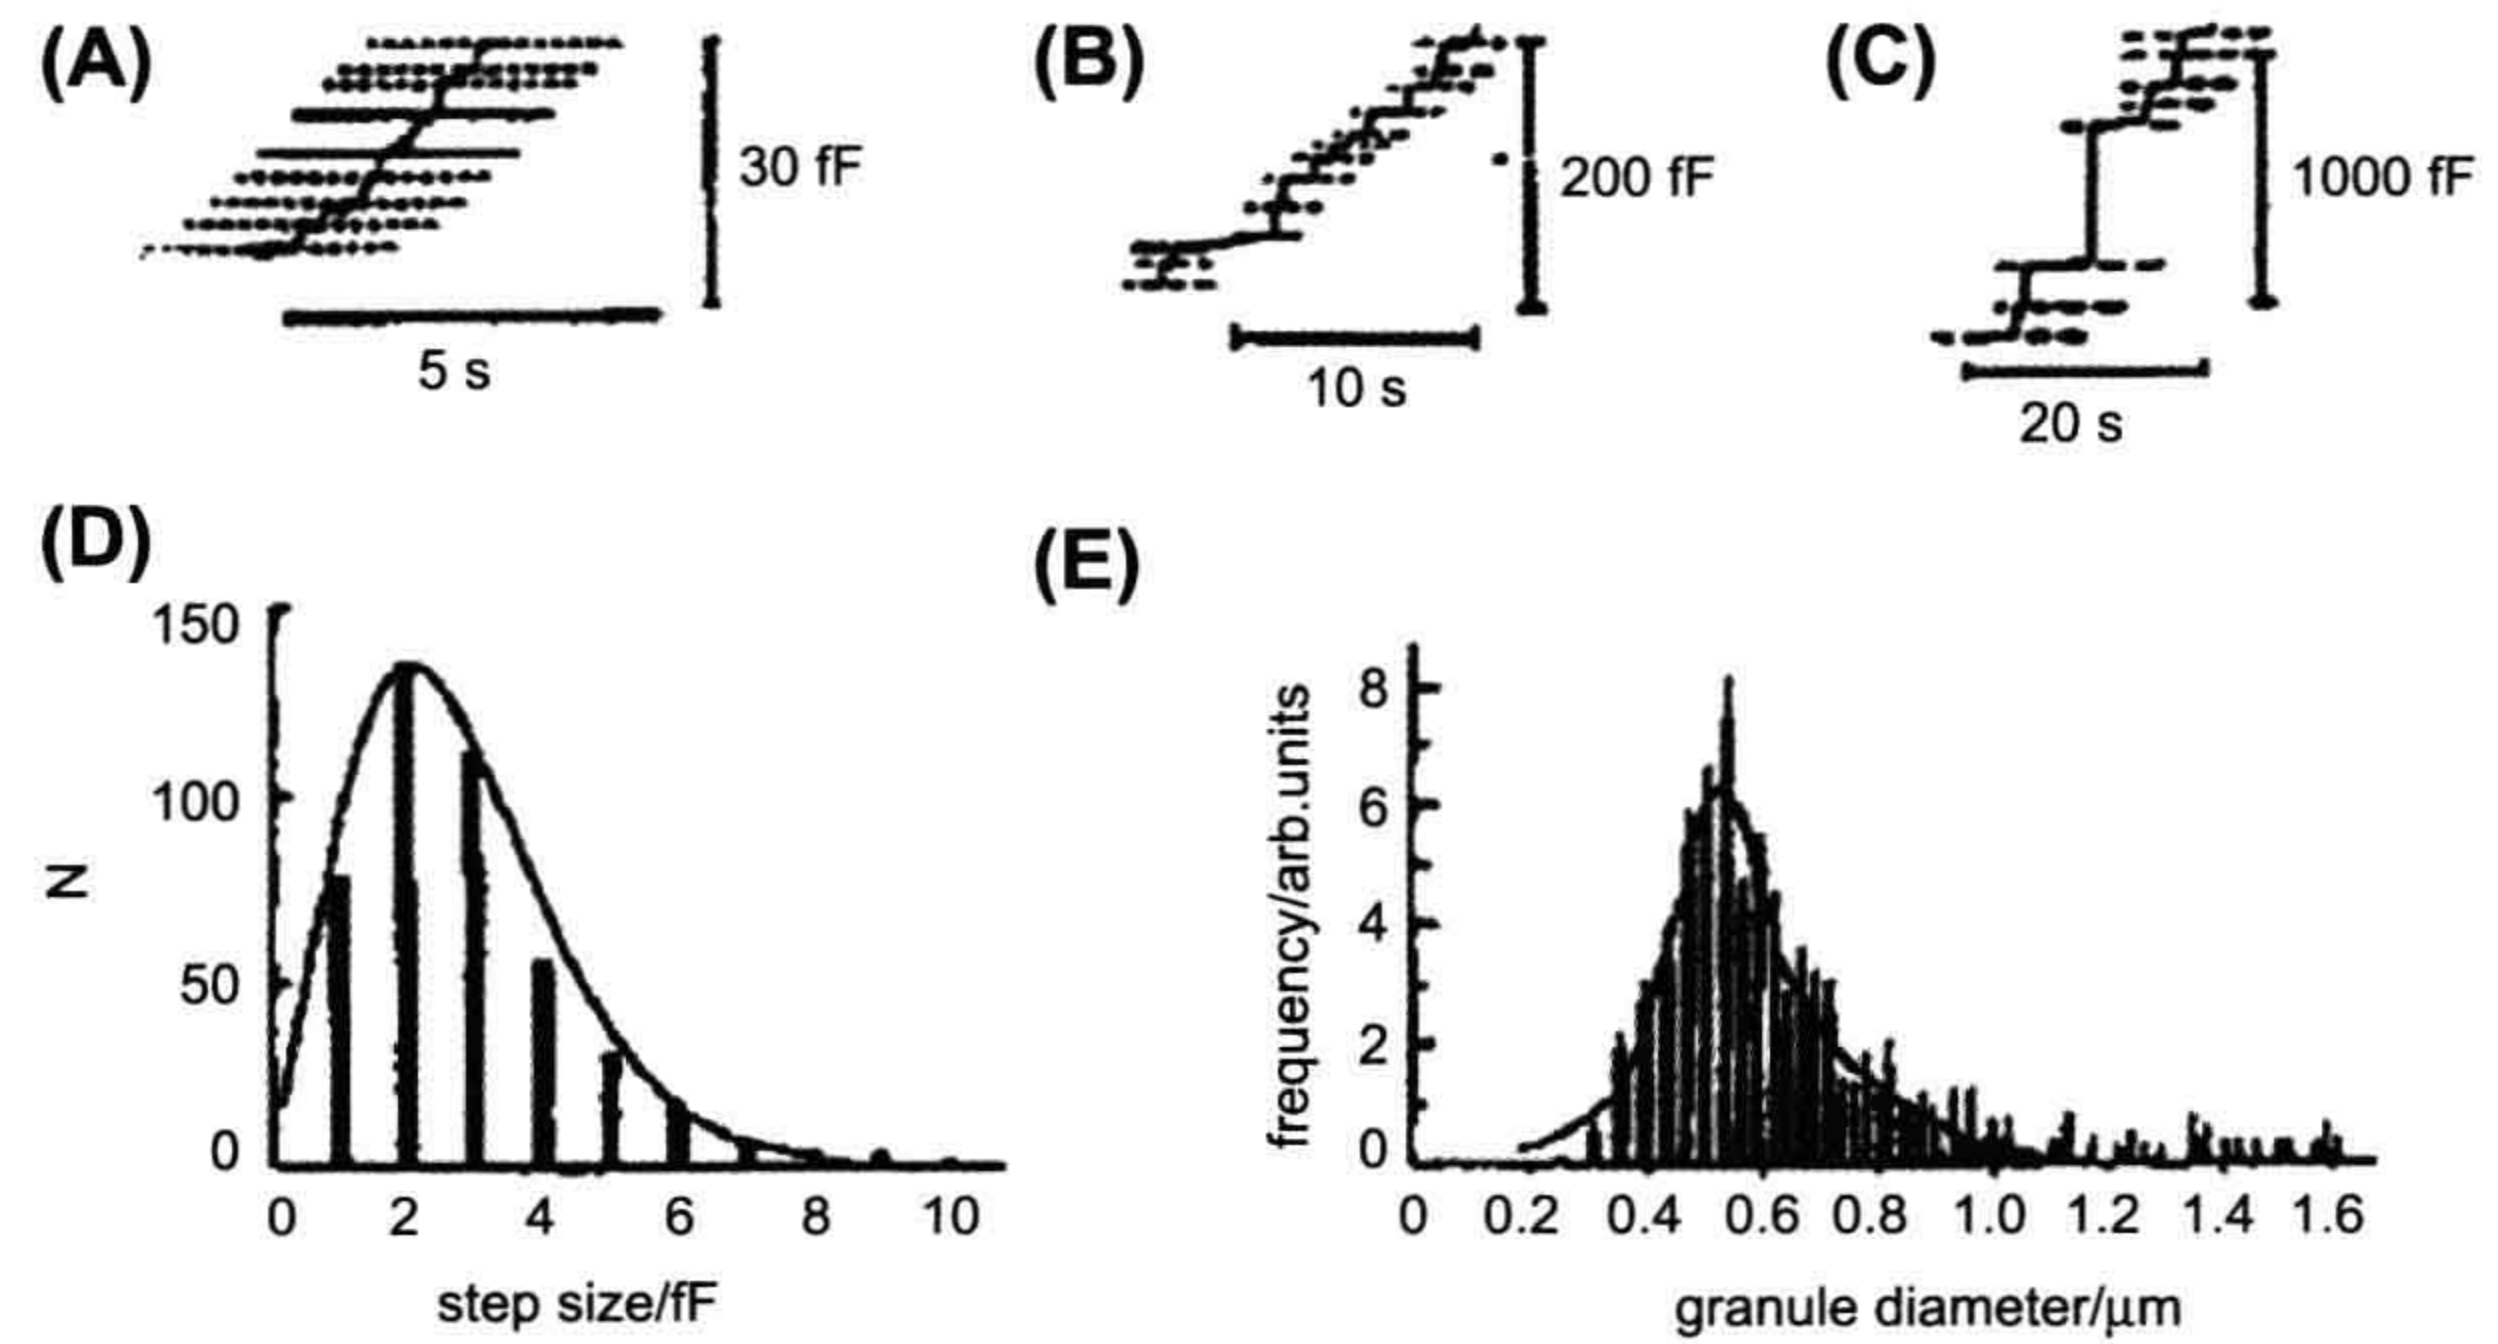 (A)
30 fF
5 s
(B)
200 fF
10 s
(C)
1000 fF
20 s
(D)
150
100
50
0
N
0 2 4 6 8 10
step size/fF
(E)
8
6
4
2
0
frequency/arb.units
0 0.2 0.4 0.6 0.8 1.0 1.2 1.4 1.6
granule diameter/μm